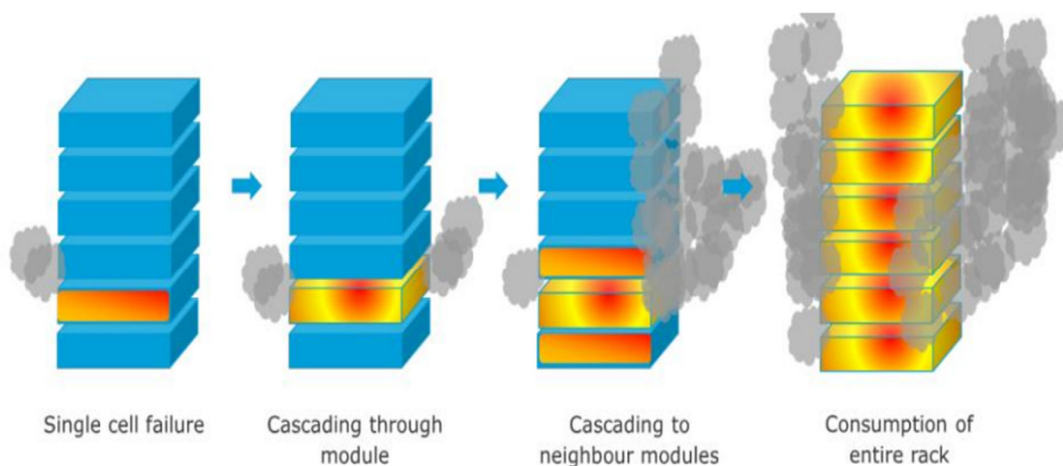 Single cell failure
Cascading through
module
Cascading to
neighbour modules
Consumption of
entire rack